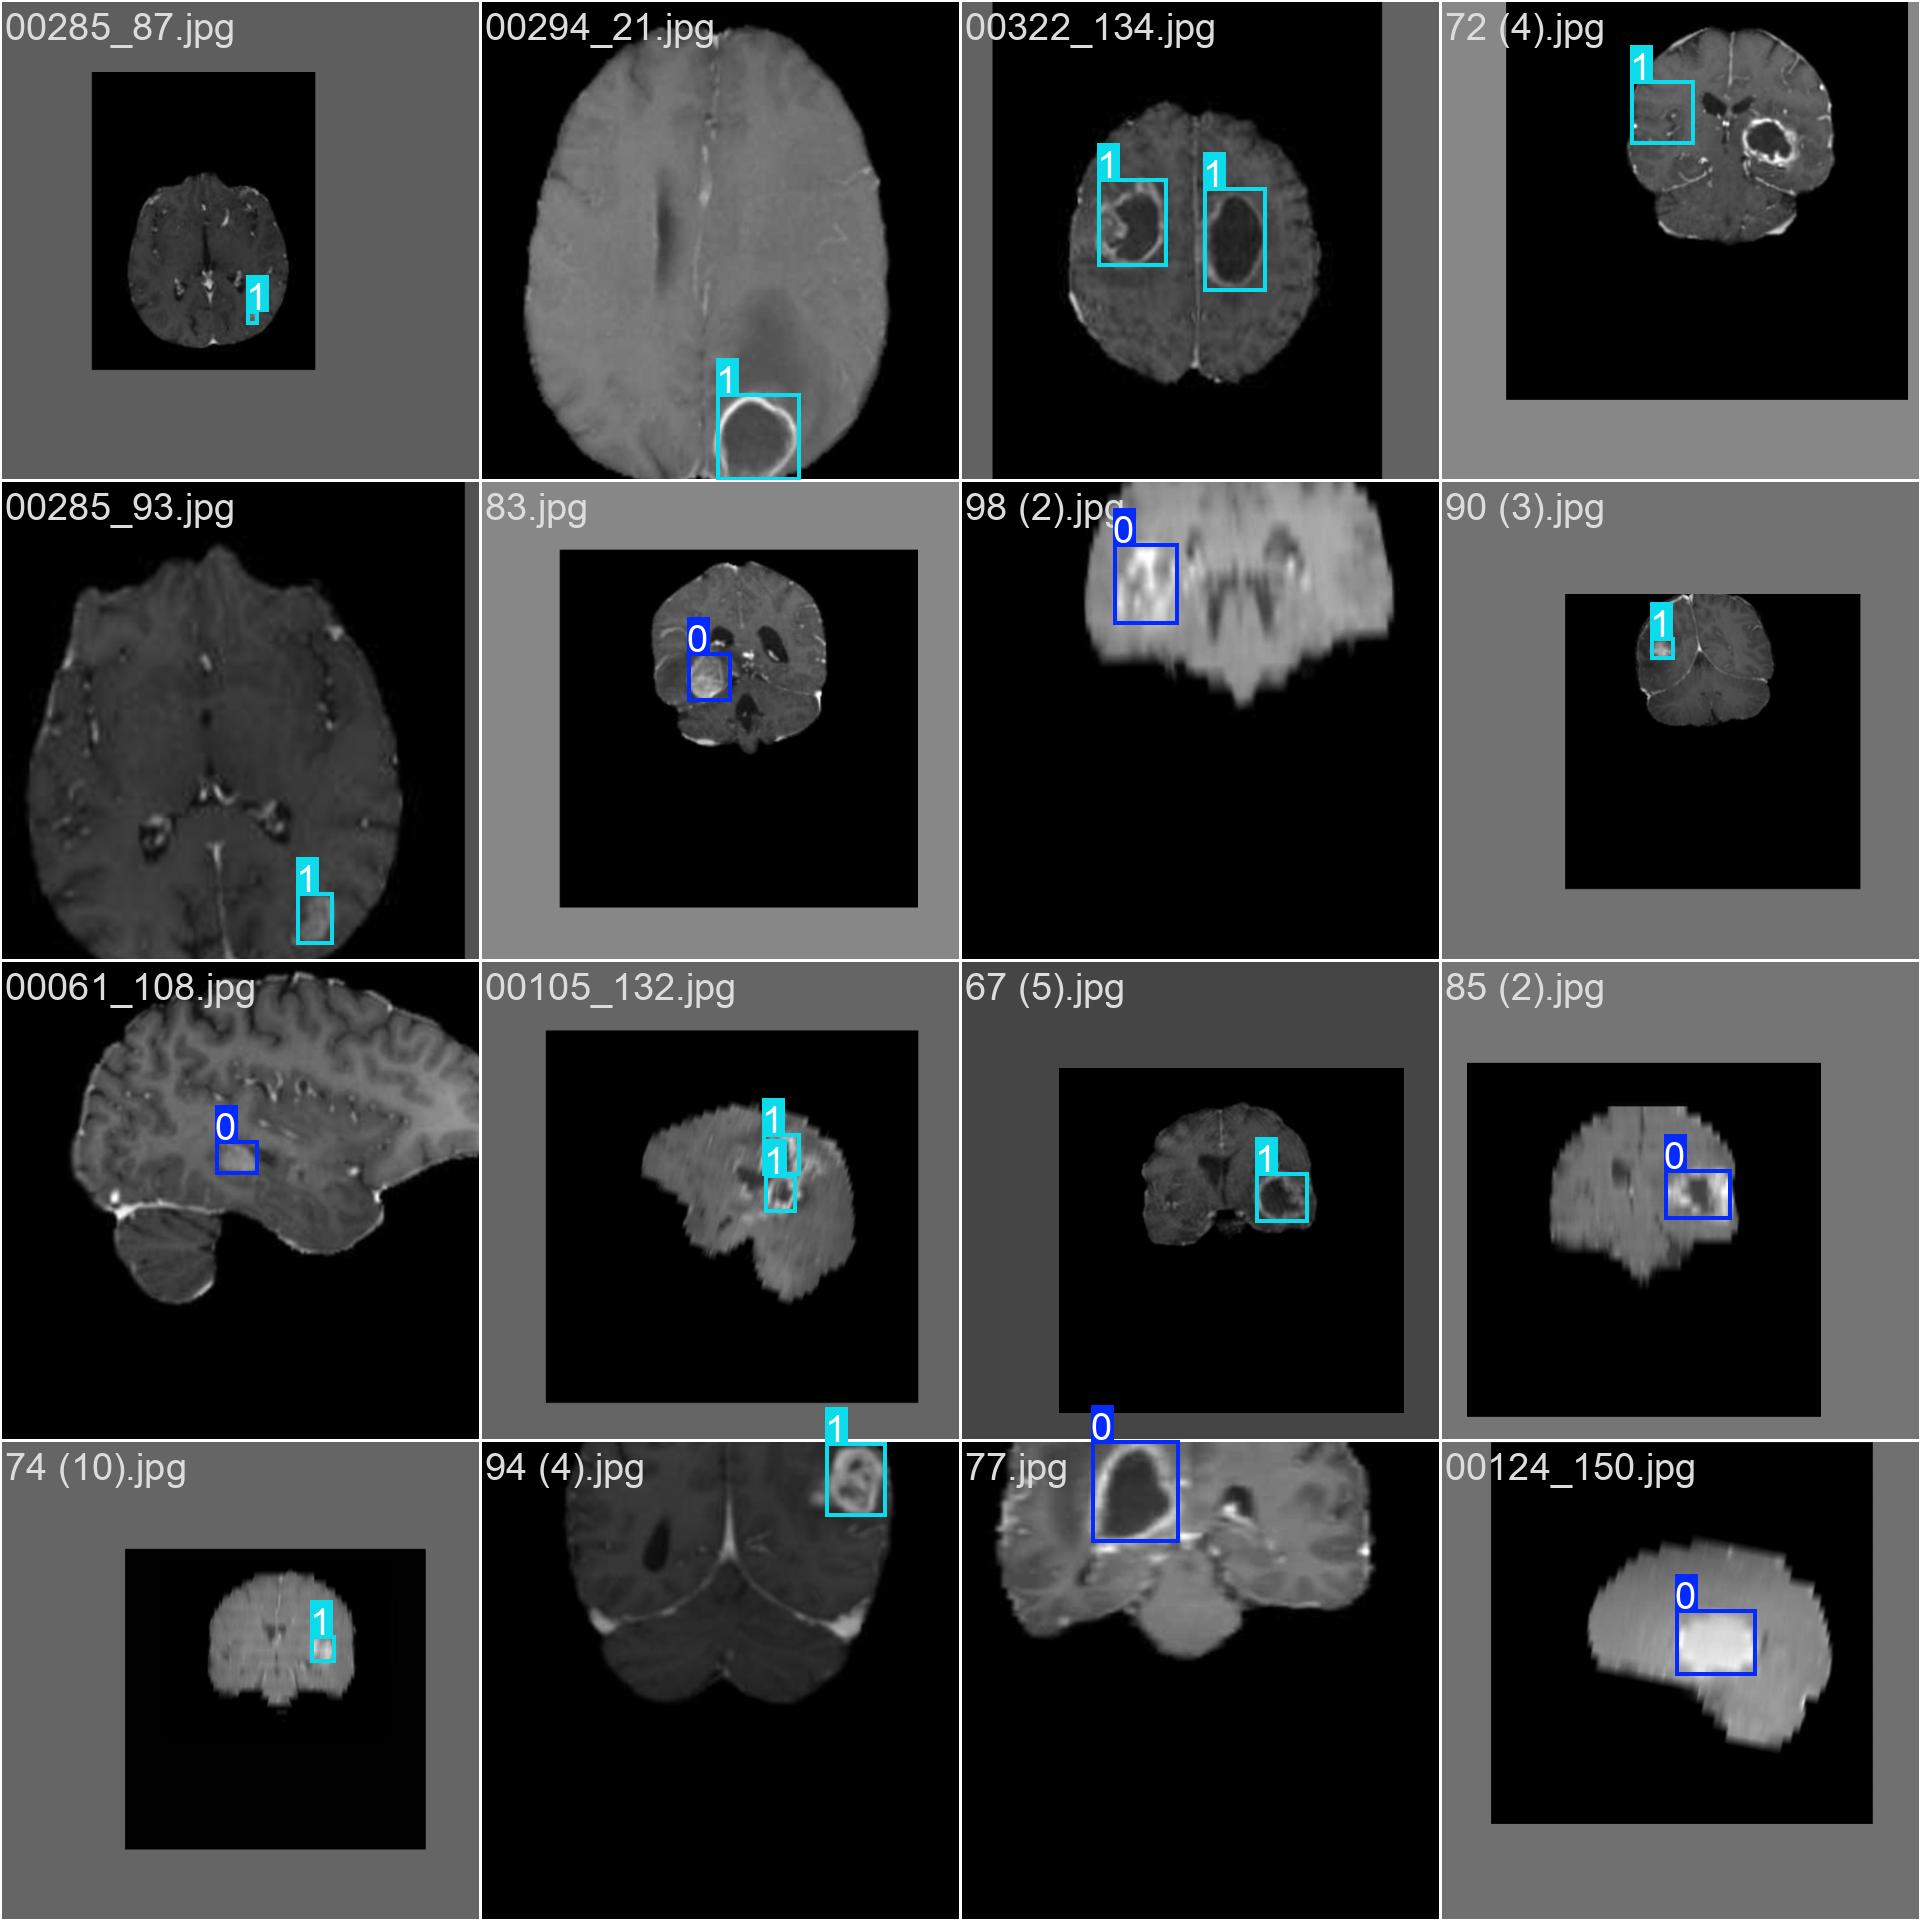 00285_87.jpg
1
00294_21.jpg
1
00322_134.jpg
1
1
72 (4).jpg
1
00285_93.jpg
1
83.jpg
0
98 (2).jpg
0
90 (3).jpg
1
00061_108.jpg
0
00105_132.jpg
1
1
67 (5).jpg
1
85 (2).jpg
0
74 (10).jpg
1
94 (4).jpg
1
77.jpg
0
00124_150.jpg
0